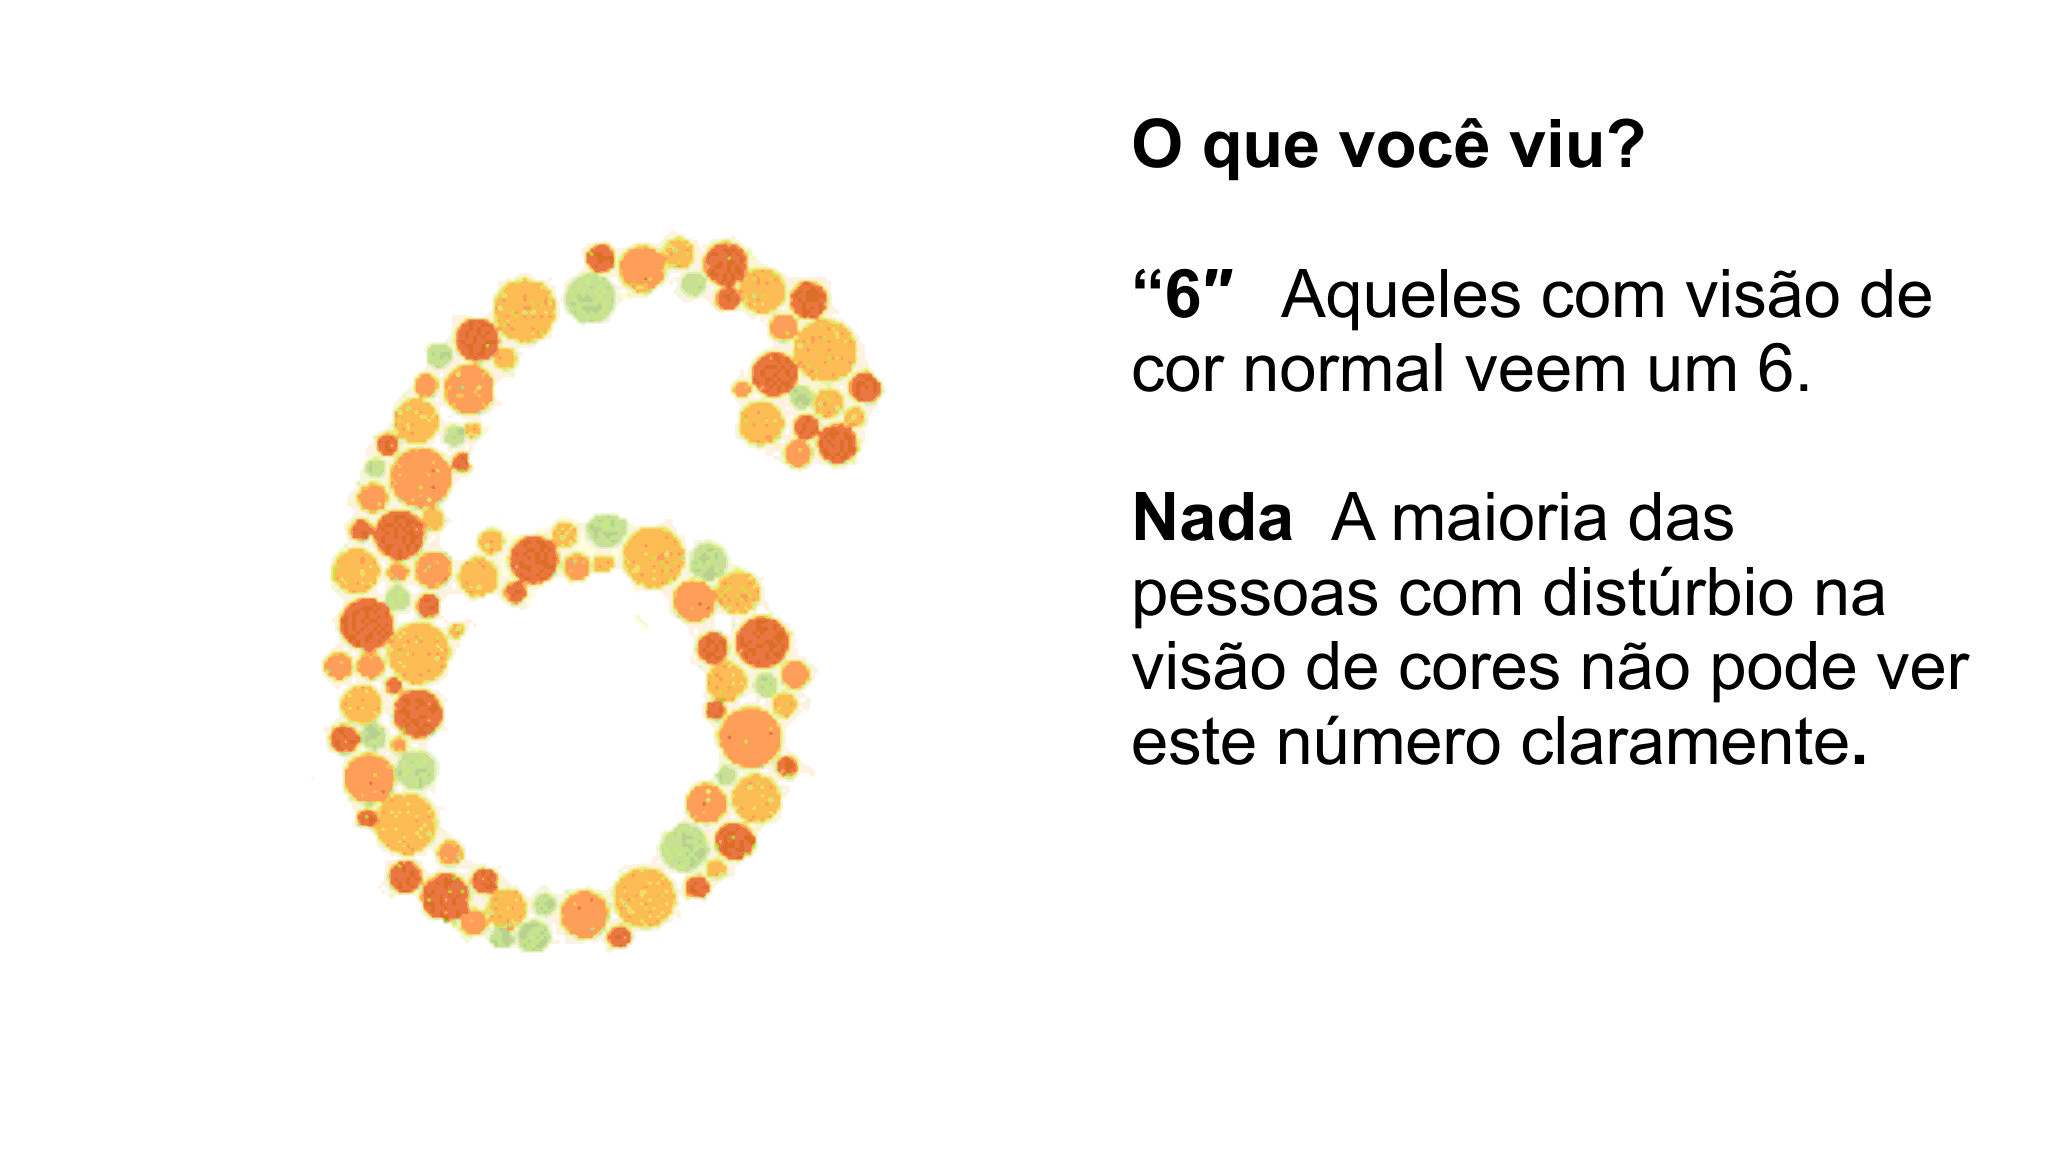 6
O que você viu?
“6″ Aqueles com visão de
cor normal veem um 6.
Nada A maioria das
pessoas com distúrbio na
visão de cores não pode ver
este número claramente.